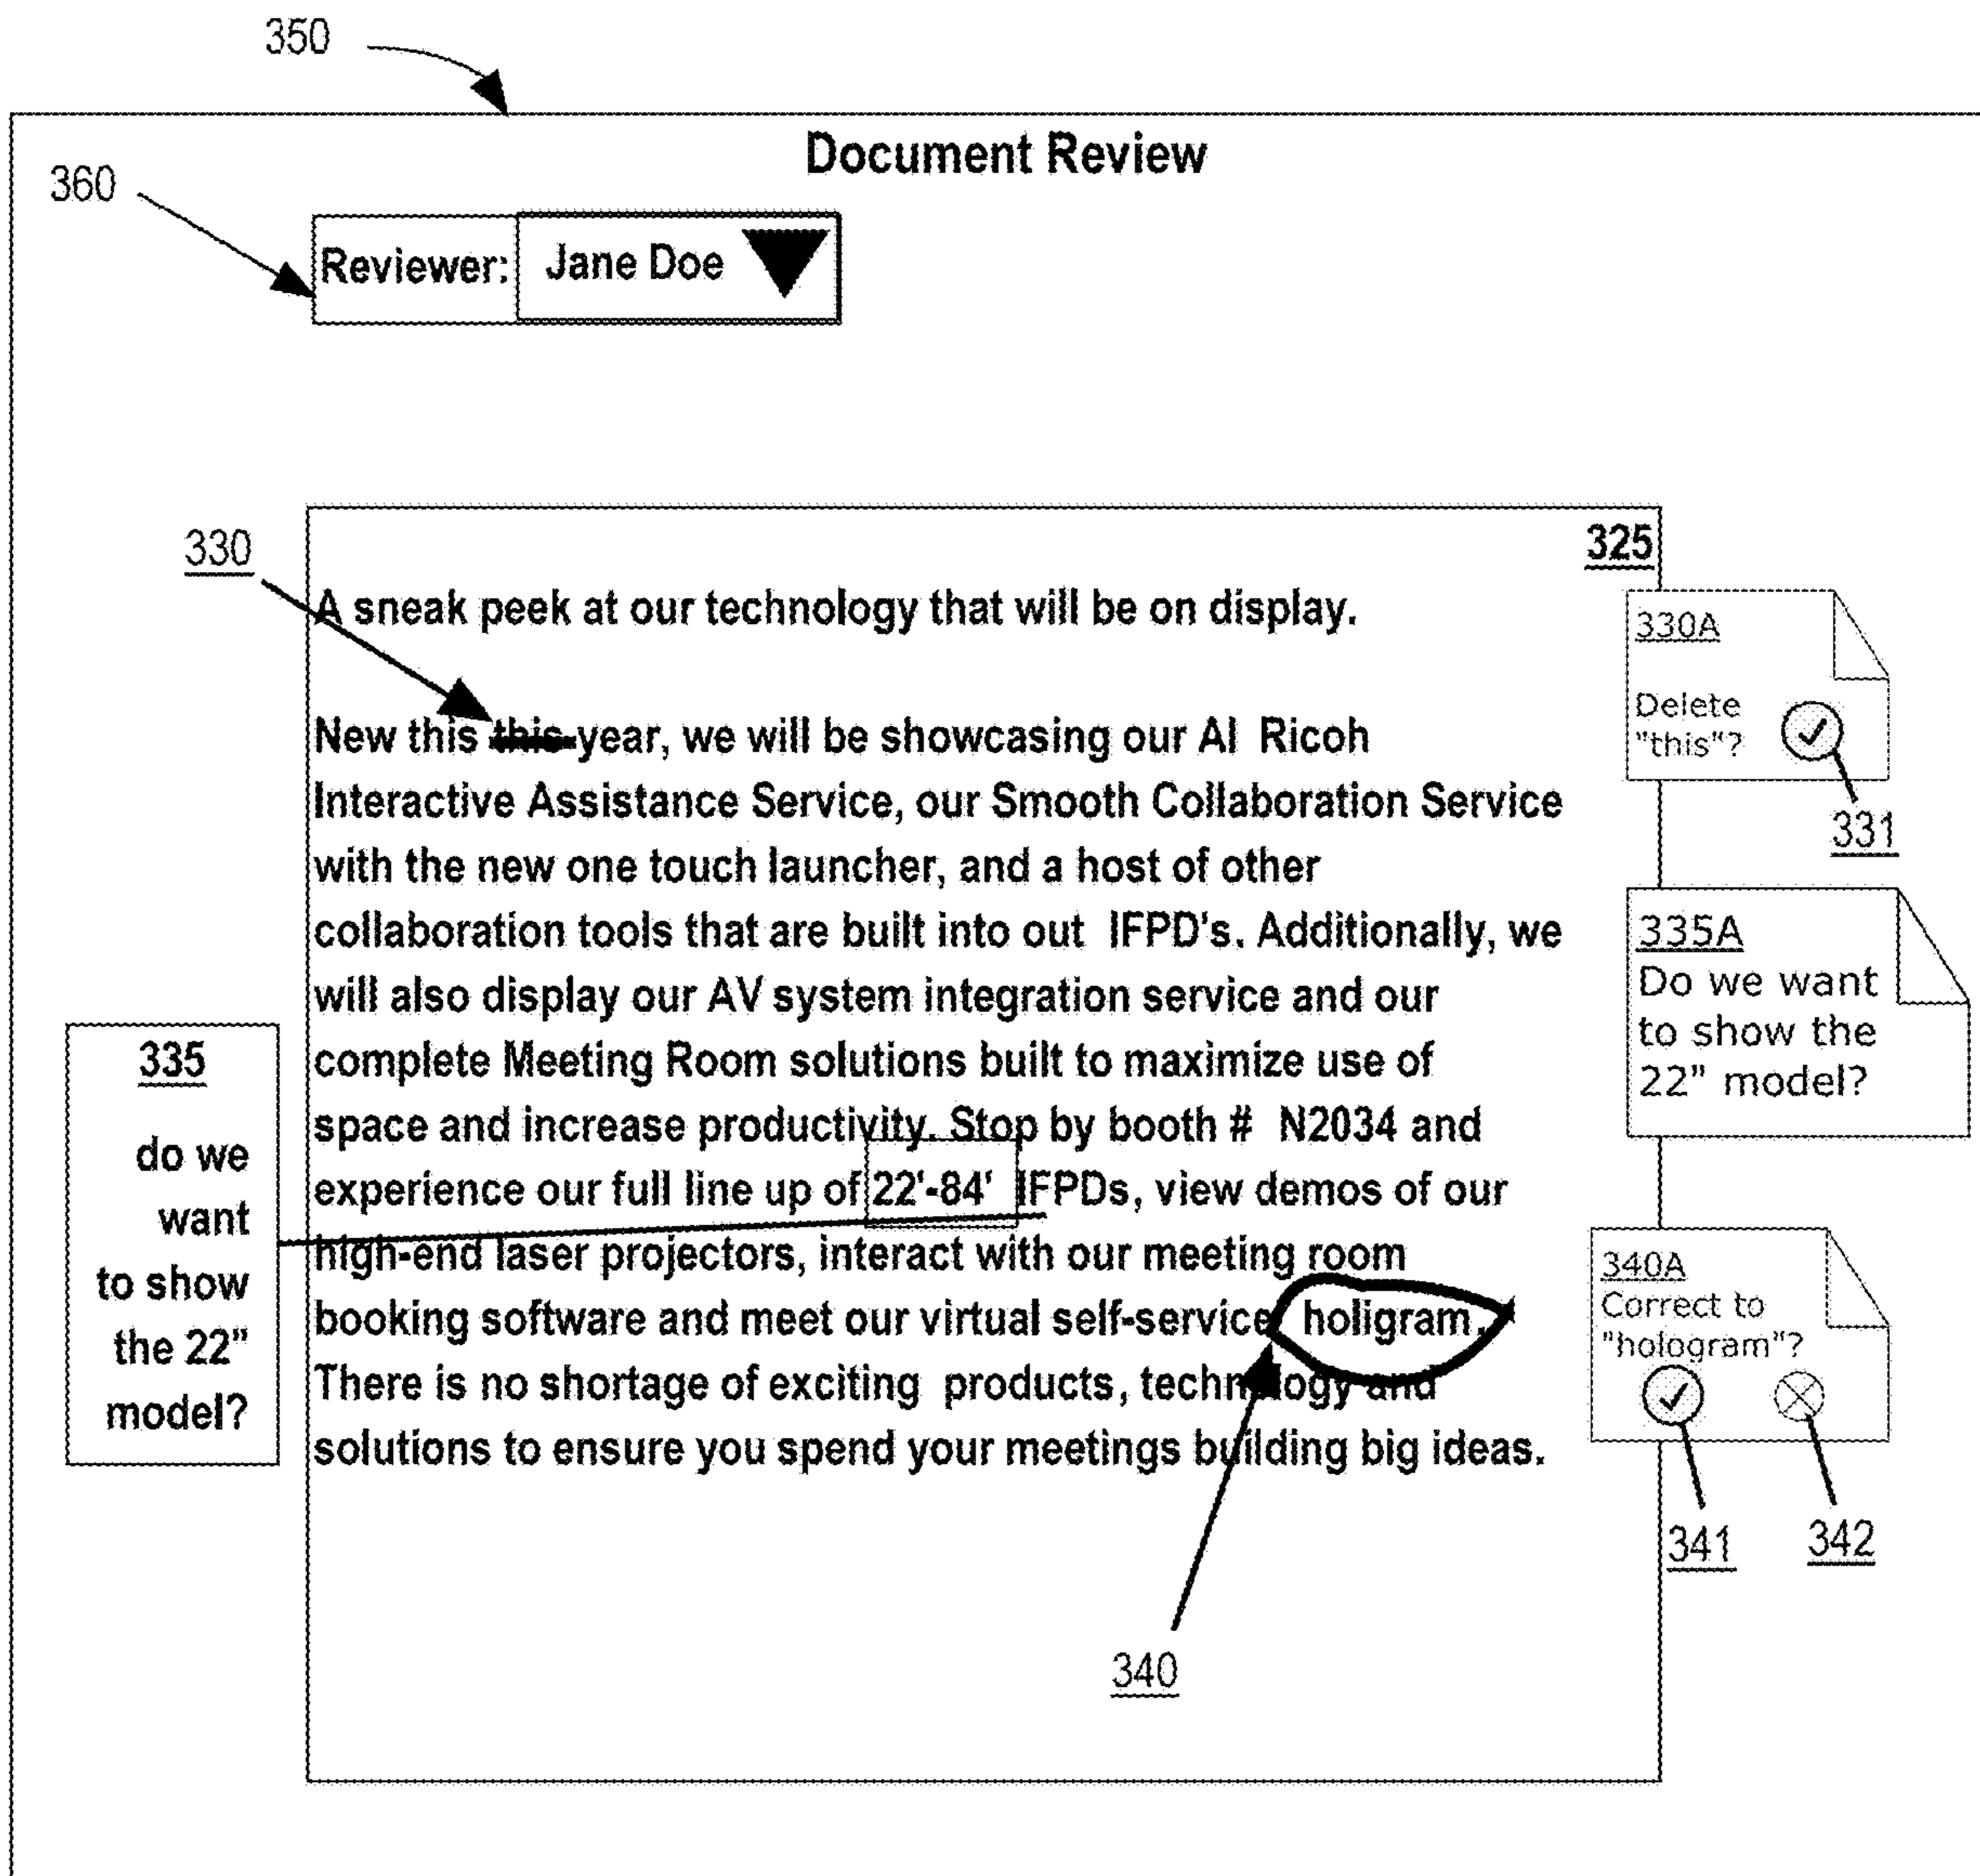 350
Document Review
360
Reviewer: Jane Doe
325
330
A sneak peek at our technology that will be on display.
New this this year, we will be showcasing our AI Ricoh
Interactive Assistance Service, our Smooth Collaboration Service
with the new one touch launcher, and a host of other
collaboration tools that are built into out IFPD's. Additionally, we
will also display our AV system integration service and our
complete Meeting Room solutions built to maximize use of
space and increase productivity. Stop by booth # N2034 and
experience our full line up of 22'-84' IFPDs, view demos of our
high-end laser projectors, interact with our meeting room
booking software and meet our virtual self-service holigram.
There is no shortage of exciting products, technology and
solutions to ensure you spend your meetings building big ideas.
335
do we
want
to show
the 22"
model?
330A
Delete
"this"?
331
335A
Do we want
to show the
22" model?
340A
Correct to
"hologram"?
341
342
340